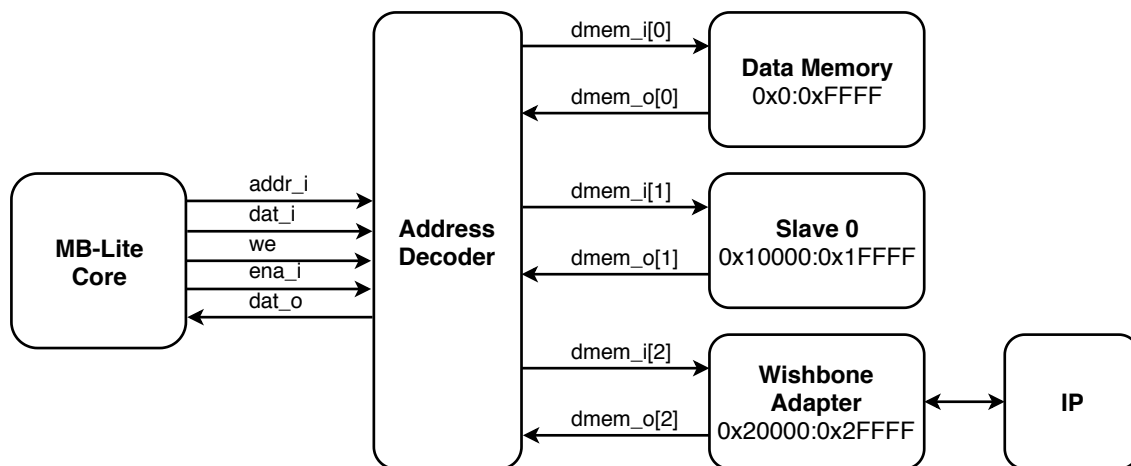 MB-Lite
Core
addr_i
dat_i
we
ena_i
dat_o
Address
Decoder
dmem_i[0]
dmem_o[0]
Data Memory
0x0:0xFFFF
dmem_i[1]
dmem_o[1]
Slave 0
0x10000:0x1FFFF
dmem_i[2]
dmem_o[2]
Wishbone
Adapter
0x20000:0x2FFFF
IP